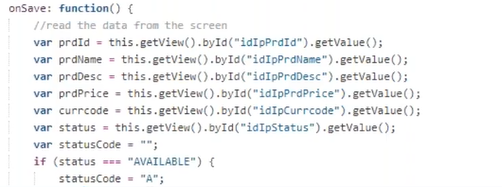 onSave: function() {
//read the data from the screen
var prdId = this.getView().byId("idIpPrdId").getValue();
var prdName = this.getView().byId("idIpPrdName").getValue();
var prdDesc = this.getView().byId("idIpPrdDesc").getValue();
var prdPrice = this.getView().byId("idIpPrdPrice").getValue();
var currcode = this.getView().byId("idIpCurrcode").getValue();
var status = this.getView().byId("idIpStatus").getValue();
var statusCode = "";
if (status === "AVAILABLE") {
statusCode = "A";